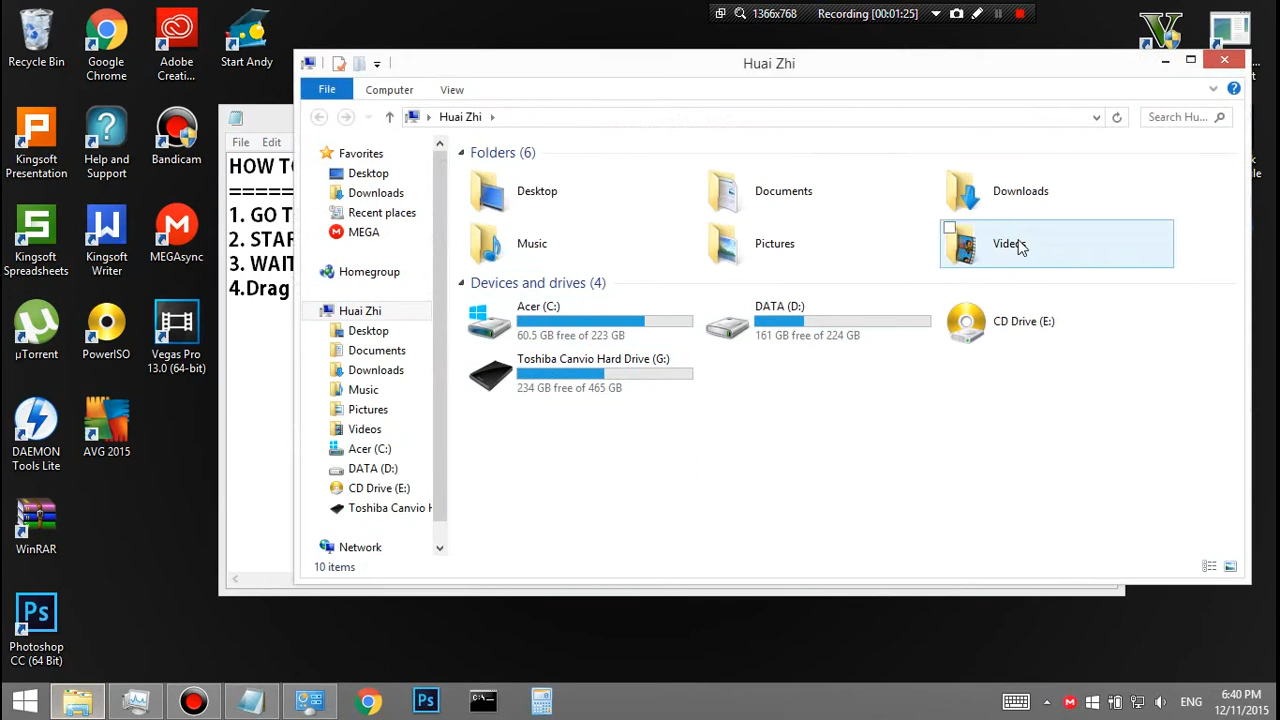 1366x768
Recording [00:01:25]
Recycle Bin
Google
Chrome
Adobe
Creati...
Start Andy
Huai Zhi
File
Computer
View
Huai Zhi
Search Hu...
Kingsoft
Presentation
Help and
Support
Bandicam
File Edit
HOW TO
1. GO T
2. STAR
3. WAIT
4.Drag
Favorites
Desktop
Downloads
Recent places
MEGA
Homegroup
Huai Zhi
Desktop
Documents
Downloads
Music
Pictures
Videos
Acer (C:)
DATA (D:)
CD Drive (E:)
Toshiba Canvio H
Network
Folders (6)
Desktop
Documents
Downloads
Music
Pictures
Videos
Devices and drives (4)
Acer (C:)
60.5 GB free of 223 GB
DATA (D:)
161 GB free of 224 GB
CD Drive (E:)
Toshiba Canvio Hard Drive (G:)
234 GB free of 465 GB
10 items
Kingsoft
Spreadsheets
Kingsoft
Writer
MEGAsync
µTorrent
PowerISO
Vegas Pro
13.0 (64-bit)
DAEMON
Tools Lite
AVG 2015
WinRAR
Ps
Photoshop
CC (64 Bit)
Ps
ENG
6:40 PM
12/11/2015